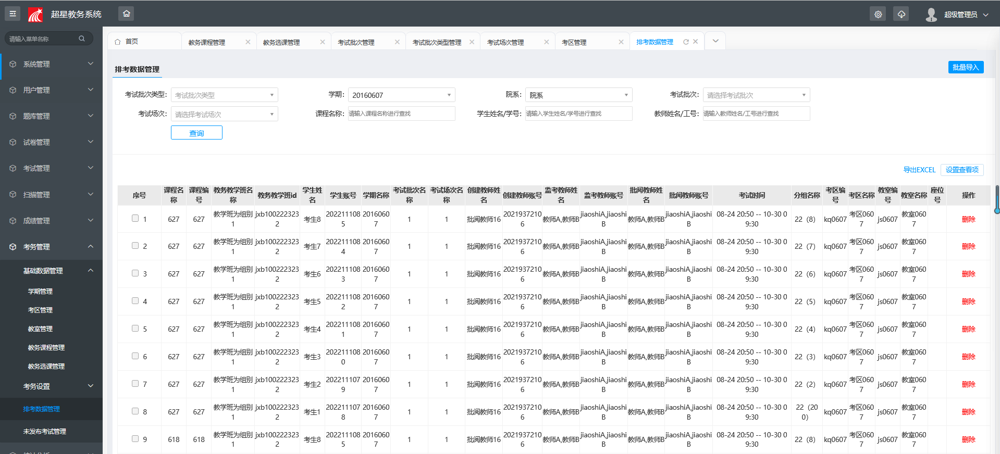 超星教务系统
超级管理员
请输入菜单名称
首页
教务课程管理
教务选课管理
考试批次管理
考试批次类型管理
考试场次管理
考区管理
排考数据管理
系统管理
用户管理
题库管理
试卷管理
考试管理
扫描管理
成绩管理
考务管理
基础数据管理
学期管理
考区管理
教室管理
教务课程管理
教务选课管理
考务设置
排考数据管理
未发布考试管理
排考数据管理
批量导入
考试批次类型: 考试批次类型 学期: 20160607 院系: 院系 考试批次: 请选择考试批次
考试场次: 请选择考试场次 课程名称: 请输入课程名称进行查找 学生姓名/学号: 请输入学生姓名/学号进行查找 教师姓名/工号: 请输入教师姓名/工号进行查找
查询
导出EXCEL 设置查看项
序号 课程名称 课程编号 教务教学班名称 教务教学班id 学生姓名 学生账号 学期名称 考试批次名称 考试场次名称 创建教师姓名 创建教师账号 监考教师姓名 监考教师账号 批阅教师姓名 批阅教师账号 考试时间 分组名称 考区编号 考区名称 教室编号 教室名称 座位号 操作
1 627 627 教学班为组别1 jxb1002223232 考生8 2022111085 20160607 1 1 批阅教师16 20219372106 教师A,教师B jiaoshiA,jiaoshiB 教师A,教师B jiaoshiA,jiaoshiB 08-24 20:50 -- 10-30 09:30 22（8） kq0607 考区0607 js0607 教室0607 删除
2 627 627 教学班为组别1 jxb1002223232 考生7 2022111084 20160607 1 1 批阅教师16 20219372106 教师A,教师B jiaoshiA,jiaoshiB 教师A,教师B jiaoshiA,jiaoshiB 08-24 20:50 -- 10-30 09:30 22（7） kq0607 考区0607 js0607 教室0607 删除
3 627 627 教学班为组别1 jxb1002223232 考生6 2022111083 20160607 1 1 批阅教师16 20219372106 教师A,教师B jiaoshiA,jiaoshiB 教师A,教师B jiaoshiA,jiaoshiB 08-24 20:50 -- 10-30 09:30 22（6） kq0607 考区0607 js0607 教室0607 删除
4 627 627 教学班为组别1 jxb1002223232 考生5 2022111082 20160607 1 1 批阅教师16 20219372106 教师A,教师B jiaoshiA,jiaoshiB 教师A,教师B jiaoshiA,jiaoshiB 08-24 20:50 -- 10-30 09:30 22（5） kq0607 考区0607 js0607 教室0607 删除
5 627 627 教学班为组别1 jxb1002223232 考生4 2022111081 20160607 1 1 批阅教师16 20219372106 教师A,教师B jiaoshiA,jiaoshiB 教师A,教师B jiaoshiA,jiaoshiB 08-24 20:50 -- 10-30 09:30 22（4） kq0607 考区0607 js0607 教室0607 删除
6 627 627 教学班为组别1 jxb1002223232 考生3 2022111080 20160607 1 1 批阅教师16 20219372106 教师A,教师B jiaoshiA,jiaoshiB 教师A,教师B jiaoshiA,jiaoshiB 08-24 20:50 -- 10-30 09:30 22（3） kq0607 考区0607 js0607 教室0607 删除
7 627 627 教学班为组别1 jxb1002223232 考生2 2022111079 20160607 1 1 批阅教师16 20219372106 教师A,教师B jiaoshiA,jiaoshiB 教师A,教师B jiaoshiA,jiaoshiB 08-24 20:50 -- 10-30 09:30 22（2） kq0607 考区0607 js0607 教室0607 删除
8 627 627 教学班为组别1 jxb1002223232 考生1 2022111078 20160607 1 1 批阅教师16 20219372106 教师A,教师B jiaoshiA,jiaoshiB 教师A,教师B jiaoshiA,jiaoshiB 08-24 20:50 -- 10-30 09:30 22（200） kq0607 考区0607 js0607 教室0607 删除
9 618 618 教学班为组别1 jxb1002223232 考生8 2022111085 20160607 1 1 批阅教师16 20219372106 教师A,教师B jiaoshiA,jiaoshiB 教师A,教师B jiaoshiA,jiaoshiB 08-24 20:50 -- 10-30 09:30 22（8） kq0607 考区0607 js0607 教室0607 删除